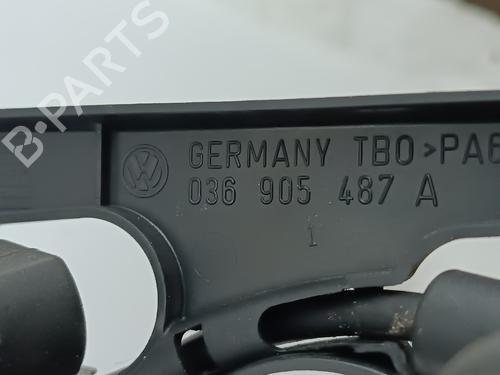 B-PARTS
GERMANY TBO >PA6
036 905 487 A
1